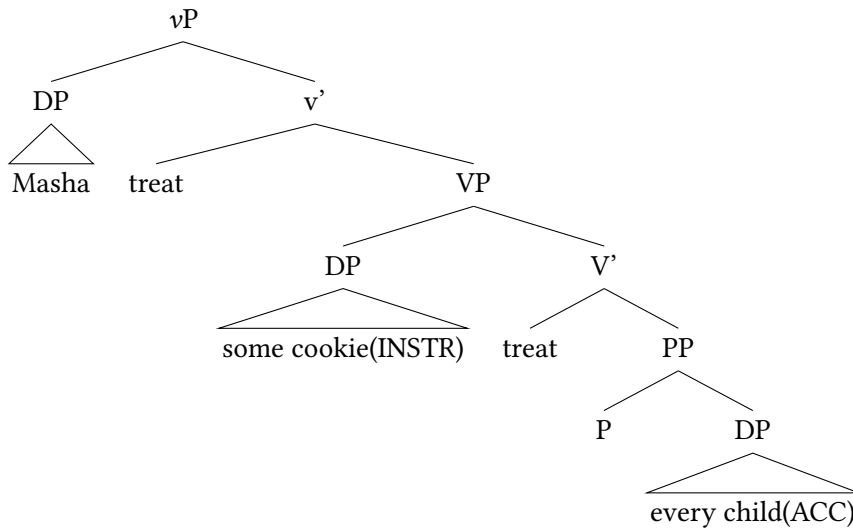 vP
DP v’
Masha treat VP
DP V’
some cookie(INSTR) treat PP
P DP
every child(ACC)